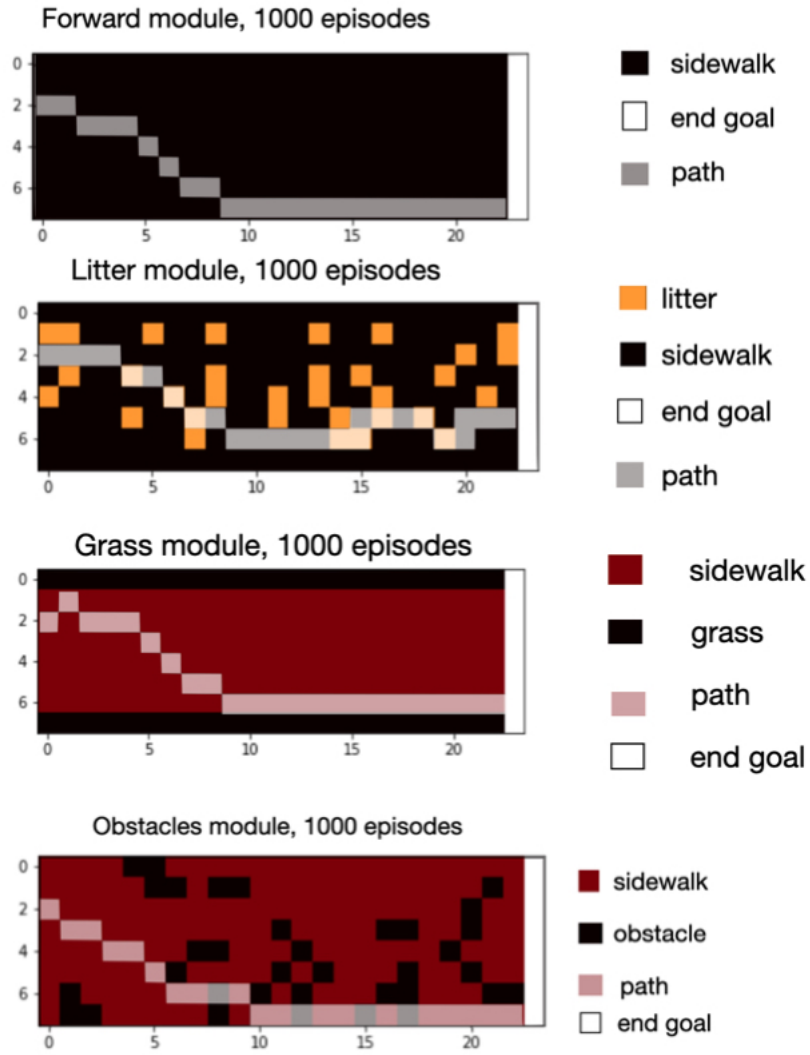 Forward module, 1000 episodes
0
2
4
6
0 5 10 15 20
sidewalk
end goal
path
Litter module, 1000 episodes
0
2
4
6
0 5 10 15 20
litter
sidewalk
end goal
path
Grass module, 1000 episodes
0
2
4
6
0 5 10 15 20
sidewalk
grass
path
end goal
Obstacles module, 1000 episodes
0
2
4
6
0 5 10 15 20
sidewalk
obstacle
path
end goal